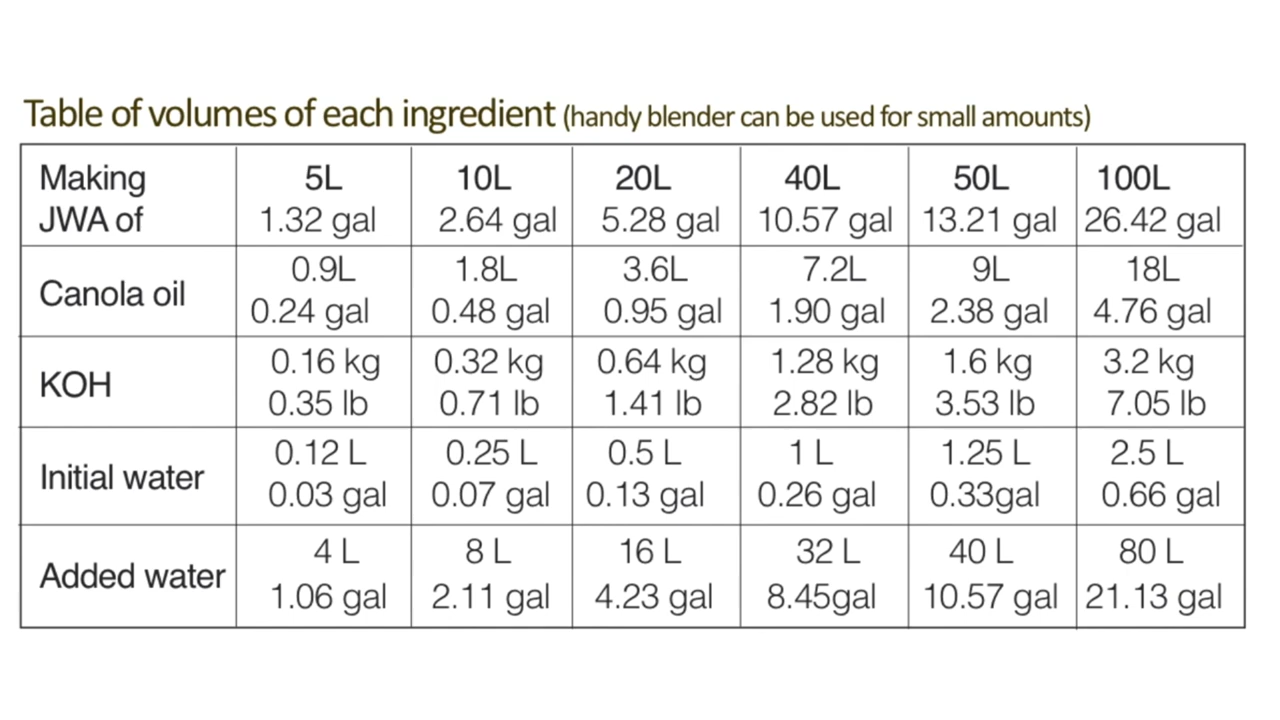 Table of volumes of each ingredient (handy blender can be used for small amounts)
Making JWA of 5L 1.32 gal 10L 2.64 gal 20L 5.28 gal 40L 10.57 gal 50L 13.21 gal 100L 26.42 gal
Canola oil 0.9L 0.24 gal 1.8L 0.48 gal 3.6L 0.95 gal 7.2L 1.90 gal 9L 2.38 gal 18L 4.76 gal
KOH 0.16 kg 0.35 lb 0.32 kg 0.71 lb 0.64 kg 1.41 lb 1.28 kg 2.82 lb 1.6 kg 3.53 lb 3.2 kg 7.05 lb
Initial water 0.12 L 0.03 gal 0.25 L 0.07 gal 0.5 L 0.13 gal 1 L 0.26 gal 1.25 L 0.33gal 2.5 L 0.66 gal
Added water 4 L 1.06 gal 8 L 2.11 gal 16 L 4.23 gal 32 L 8.45gal 40 L 10.57 gal 80 L 21.13 gal